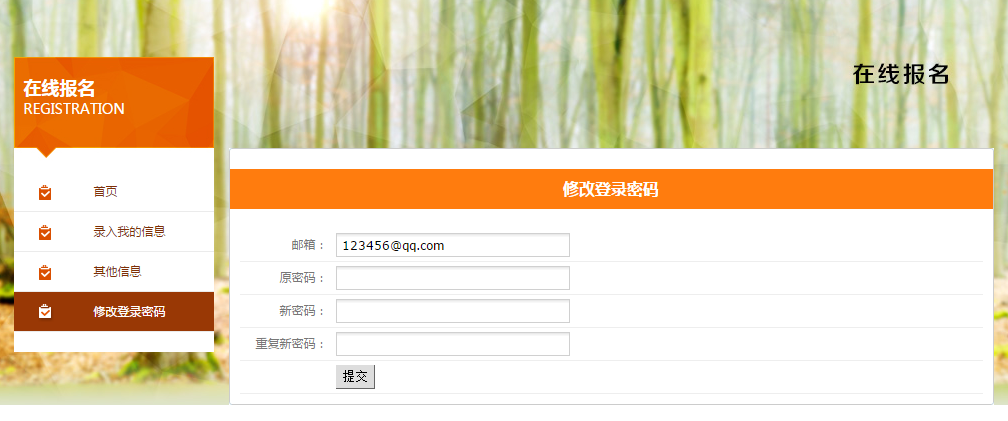 在线报名
在线报名
REGISTRATION
首页
录入我的信息
其他信息
修改登录密码
修改登录密码
邮箱： 123456@qq.com
原密码：
新密码：
重复新密码：
提交